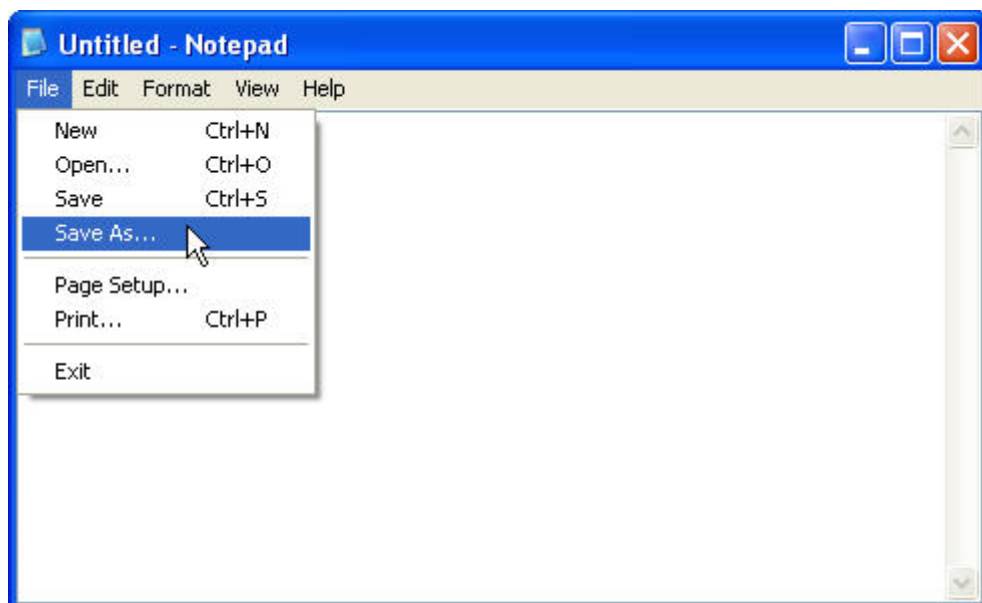 Untitled - Notepad
File Edit Format View Help
New Ctrl+N
Open... Ctrl+O
Save Ctrl+S
Save As...
Page Setup...
Print... Ctrl+P
Exit